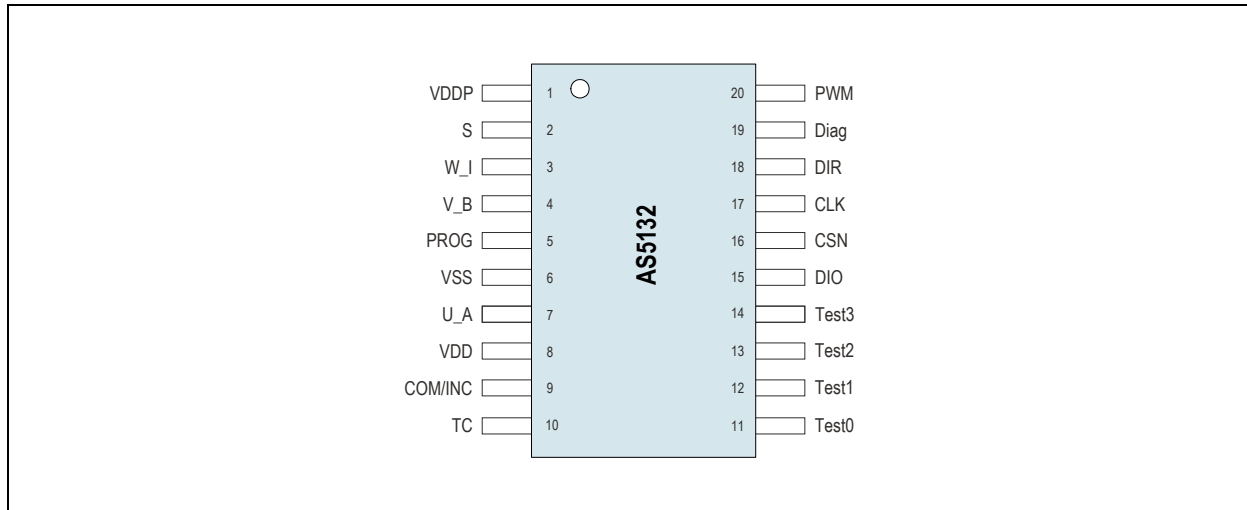 VDDP 1 20 PWM
S 2 19 Diag
W_I 3 18 DIR
V_B 4 17 CLK
PROG 5 16 CSN
VSS 6 15 DIO
U_A 7 14 Test3
VDD 8 13 Test2
COM/INC 9 12 Test1
TC 10 11 Test0
AS5132